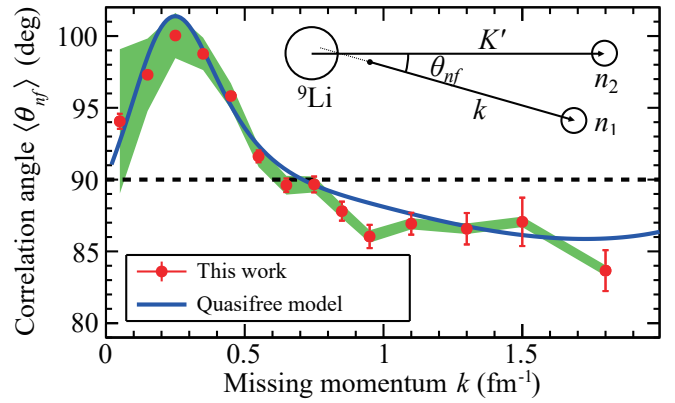 Correlation angle ⟨θnf⟩ (deg)
100
95
90
85
80
0
0.5
1
1.5
Missing momentum k (fm⁻¹)
This work
Quasifree model
⁹Li
K′
θnf
k
n₂
n₁